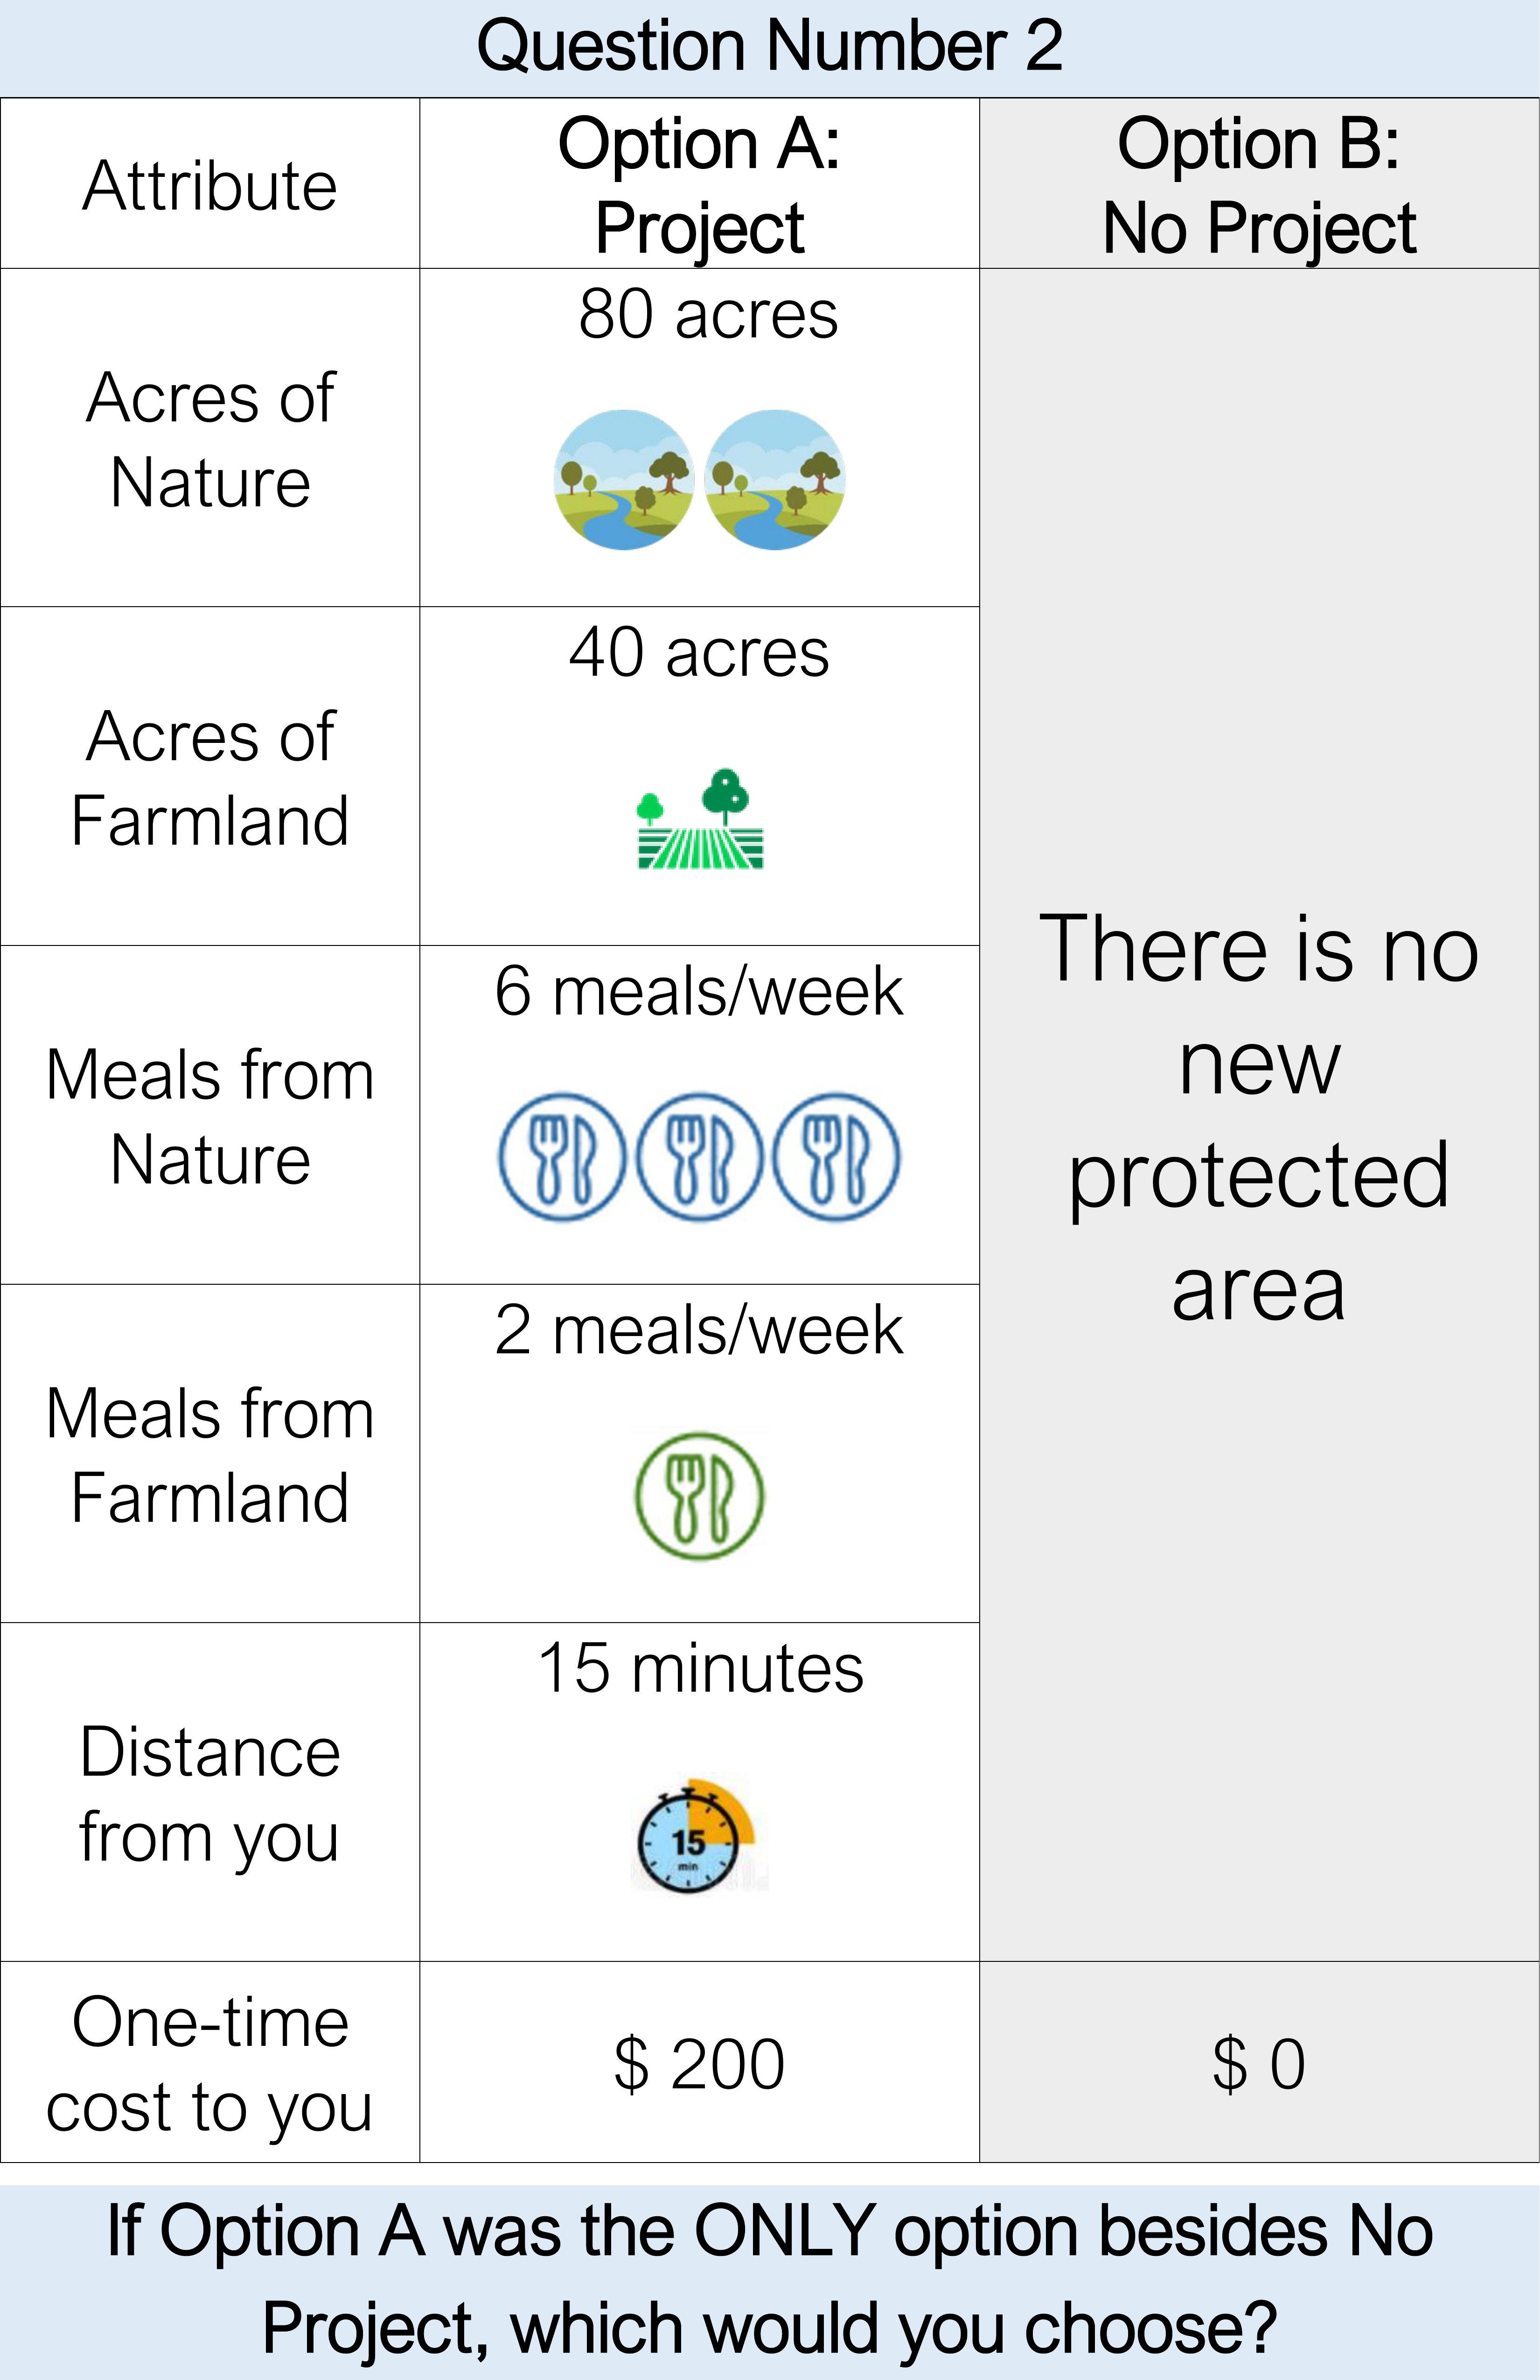 Question Number 2
Attribute
Option A:
Project
Option B:
No Project
Acres of
Nature
80 acres
Acres of
Farmland
40 acres
Meals from
Nature
6 meals/week
Meals from
Farmland
2 meals/week
Distance
from you
15 minutes
15
min
There is no
new
protected
area
One-time
cost to you
$ 200
$ 0
If Option A was the ONLY option besides No
Project, which would you choose?